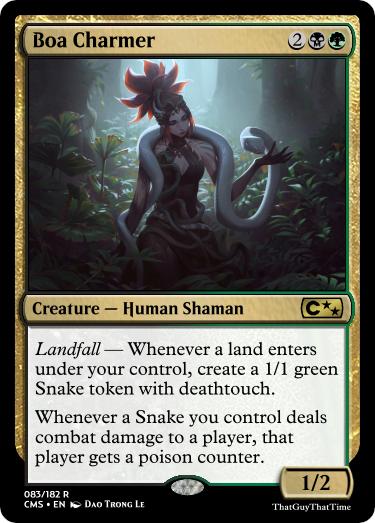 Boa Charmer 2
Creature — Human Shaman C
Landfall — Whenever a land enters
under your control, create a 1/1 green
Snake token with deathtouch.
Whenever a Snake you control deals
combat damage to a player, that
player gets a poison counter.
1/2
083/182 R
CMS • EN Dao Trong Le
ThatGuyThatTime